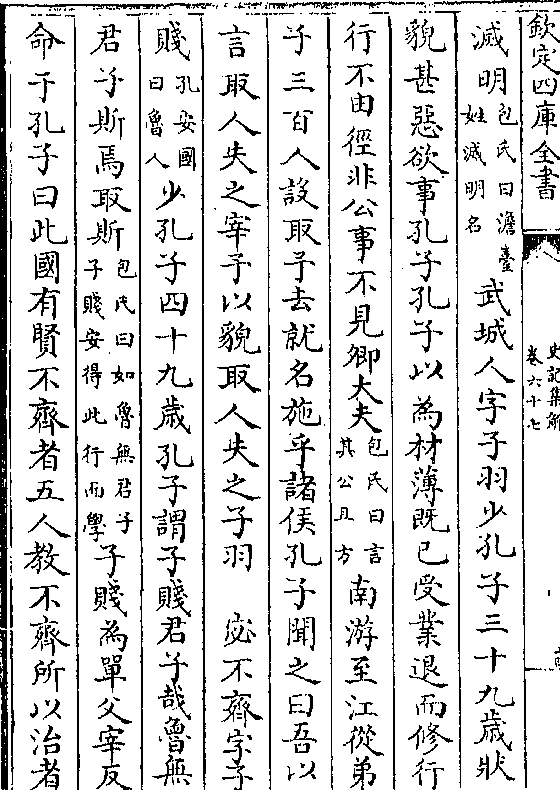 欽定四庫全書
史記集解
卷六十七
滅明包氏曰澹臺姓滅明名武城人字子羽少孔子三十九歲狀
貌甚惡欲事孔子孔子以為材薄既已受業退而修行
行不由徑非公事不見卿大夫包氏曰言其公且方南游至江從弟
子三百人設取予去就名施乎諸侯孔子聞之曰吾以
言取人失之宰予以貌取人失之子羽 宓不齊字子
賤孔安國曰魯人少孔子四十九歲孔子謂子賤君子哉魯無
君子斯焉取斯包氏曰如魯無君子子賤安得此行而學子賤為單父宰反
命于孔子曰此國有賢不齊者五人教不齊所以治者